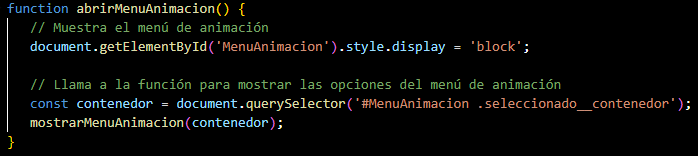 function abrirMenuAnimacion() {
// Muestra el menú de animación
document.getElementById('MenuAnimacion').style.display = 'block';
// Llama a la función para mostrar las opciones del menú de animación
const contenedor = document.querySelector('#MenuAnimacion .seleccionado__contenedor');
mostrarMenuAnimacion(contenedor);
}